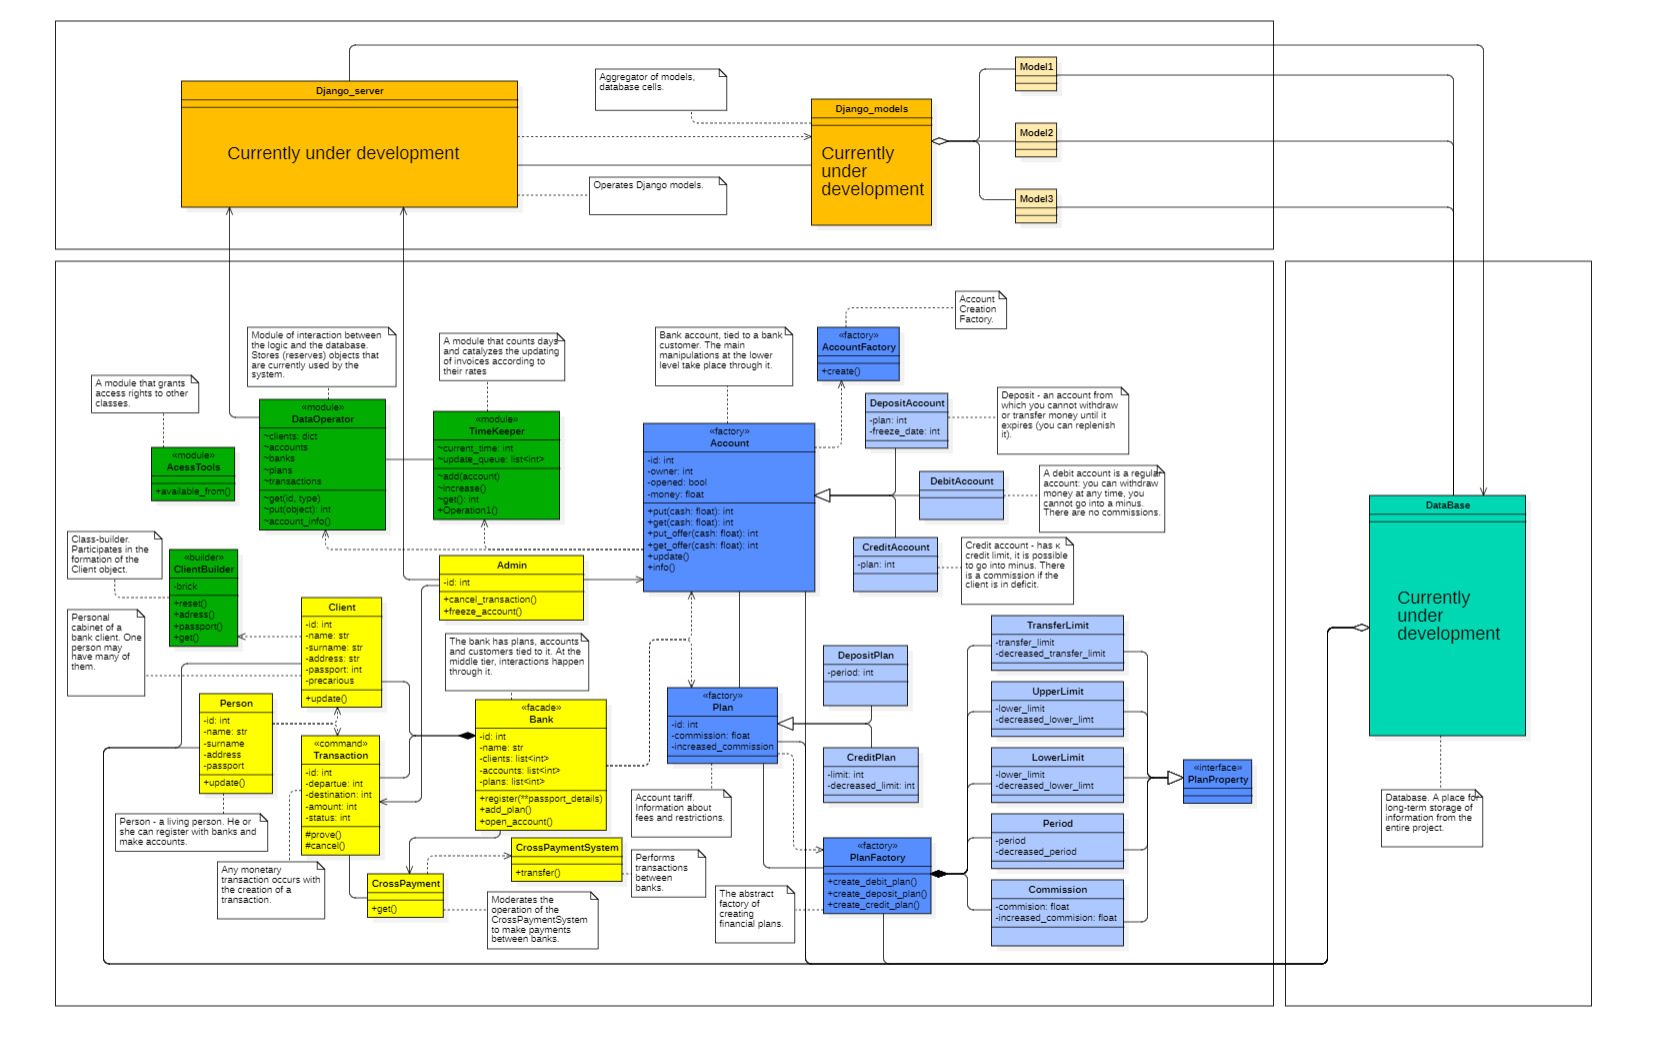 Django_server
Currently under development
Aggregator of models,
database cells.
Operates Django models.
Django_models
Currently
under
development
Model1
Model2
Model3
Account
Creation
Factory.
«factory»
AccountFactory
+create()
Module of interaction between
the logic and the database.
Stores (reserves) objects that
are currently used by the
system.
A module that counts days
and catalyzes the updating
of invoices according to
their rates
Bank account, tied to a bank
customer. The main
manipulations at the lower
level take place through it.
A module that grants
access rights to other
classes.
«module»
AcessTools
+available_from()
«module»
DataOperator
~clients: dict
~accounts
~banks
~plans
~transactions
~get(id, type)
~put(object): int
~account_info()
«module»
TimeKeeper
~current_time: int
~update_queue: list<int>
~add(account)
~increase()
~get(): int
+Operation1()
«factory»
Account
-id: int
-owner: int
-opened: bool
-money: float
+put(cash: float): int
+get(cash: float): int
+put_offer(cash: float): int
+get_offer(cash: float): int
+update()
+info()
DepositAccount
-plan: int
-freeze_date: int
Deposit - an account from
which you cannot withdraw
or transfer money until it
expires (you can replenish
it).
DebitAccount
A debit account is a regular
account: you can withdraw
money at any time, you
cannot go into a minus.
There are no commissions.
CreditAccount
-plan: int
Credit account - has к
credit limit, it is possible
to go into minus. There
is a commission if the
client is in deficit.
DataBase
Currently
under
development
Database. A place for
long-term storage of
information from the
entire project.
Class-builder.
Participates in the
formation of the
Client object.
«builder»
ClientBuilder
-brick
+reset()
+adress()
+passport()
+get()
Admin
-id: int
+cancel_transaction()
+freeze_account()
Personal
cabinet of a
bank client. One
person may
have many of
them.
Client
-id: int
-name: str
-surname: str
-address: str
-passport: int
-precarious
+update()
The bank has plans, accounts
and customers tied to it. At the
middle tier, interactions happen
through it.
Person
-id: int
-name: str
-surname
-address
-passport
+update()
Person - a living person. He or
she can register with banks and
make accounts.
«command»
Transaction
-id: int
-departue: int
-destination: int
-amount: int
-status: int
#prove()
#cancel()
Any monetary
transaction occurs with
the creation of a
transaction.
«facade»
Bank
-id: int
-name: str
-clients: list<int>
-accounts: list<int>
-plans: list<int>
+register(**passport_details)
+add_plan()
+open_account()
CrossPaymentSystem
+transfer()
Performs
transactions
between
banks.
CrossPayment
+get()
Moderates the
operation of the
CrossPaymentSystem
to make payments
between banks.
«factory»
Plan
-id: int
-commission: float
-increased_commission
Account tariff.
Information about
fees and restrictions.
DepositPlan
-period: int
CreditPlan
-limit: int
-decreased_limit: int
«factory»
PlanFactory
+create_debit_plan()
+create_deposit_plan()
+create_credit_plan()
The abstract
factory of
creating
financial plans.
TransferLimit
-transfer_limit
-decreased_transfer_limit
UpperLimit
-lower_limit
-decreased_lower_limt
LowerLimit
-lower_limit
-decreased_lower_limit
Period
-period
-decreased_period
Commission
-commision: float
-increased_commision: float
«interface»
PlanProperty